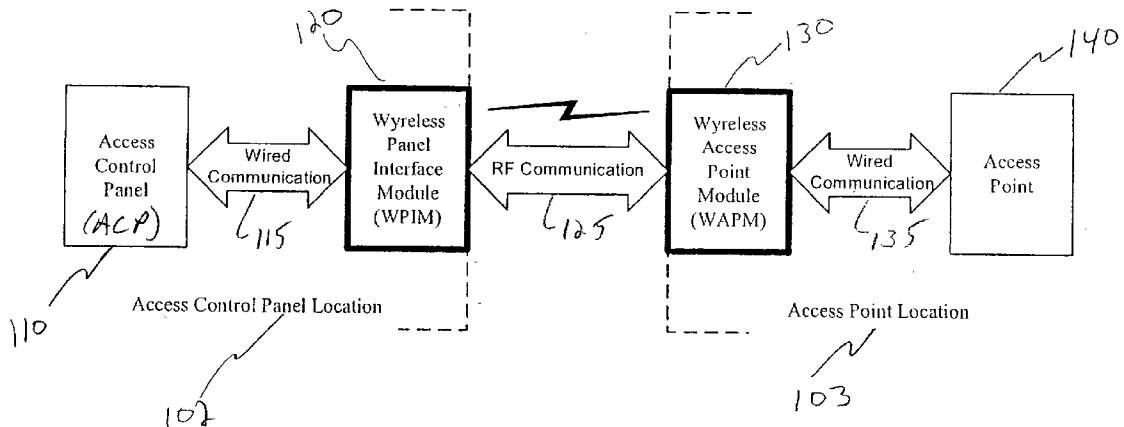 120
130
140
Access
Control
Panel
(ACP)
Wired
Communication
Wyreless
Panel
Interface
Module
(WPIM)
RF Communication
Wyreless
Access
Point
Module
(WAPM)
Wired
Communication
Access
Point
115
125
135
110
Access Control Panel Location
Access Point Location
102
103